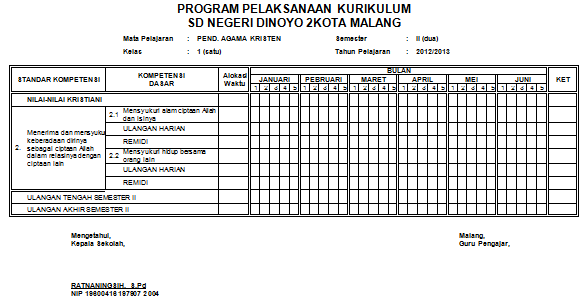 PROGRAM PELAKSANAAN KURIKULUM
SD NEGERI DINOYO 2KOTA MALANG
Mata Pelajaran : PEND. AGAMA KRISTEN Semester : II (dua)
Kelas : 1 (satu) Tahun Pelajaran : 2012/2013
STANDAR KOMPETENSI KOMPETENSI DASAR Alokasi Waktu BULAN KET
JANUARI PEBRUARI MARET APRIL MEI JUNI
1 2 3 4 5 1 2 3 4 5 1 2 3 4 5 1 2 3 4 5 1 2 3 4 5 1 2 3 4 5
NILAI-NILAI KRISTIANI
2. Menerima dan mensyuku
keberadaan dirinya
sebagai ciptaan Allah
dalam relasinya dengan
ciptaan lain
2.1 Mensyukuri alam ciptaan Allah
dan isinya
ULANGAN HARIAN
REMIDI
2.2 Mensyukuri hidup bersama
orang lain
ULANGAN HARIAN
REMIDI
ULANGAN TENGAH SEMESTER II
ULANGAN AKHIR SEMESTER II
Mengetahui, Malang,
Kepala Sekolah, Guru Pengajar,
RATNANINGSIH, S.Pd
NIP 19600416 197907 2 004